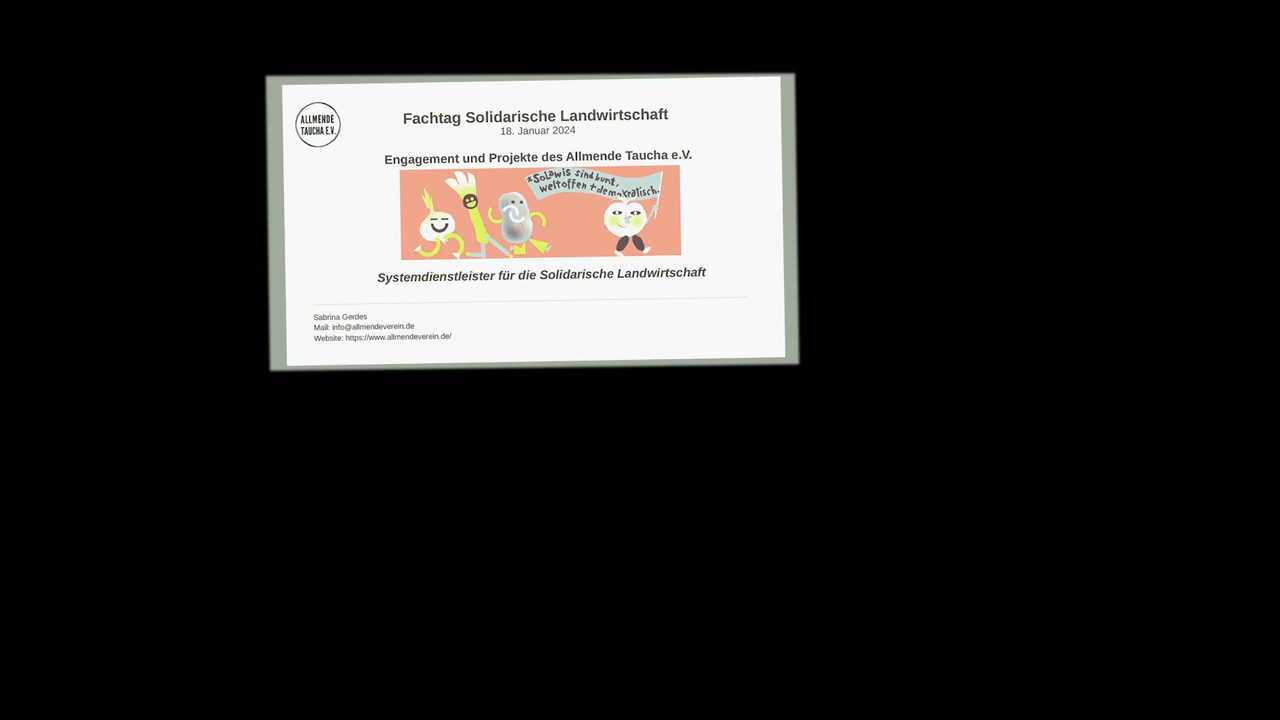 ALLMENDE
TAUCHA E.V.
Fachtag Solidarische Landwirtschaft
18. Januar 2024
Engagement und Projekte des Allmende Taucha e.V.
*Solawis sind bunt,
weltoffen + demokratisch.
Systemdienstleister für die Solidarische Landwirtschaft
Sabrina Gerdes
Mail: info@allmendeverein.de
Website: https://www.allmendeverein.de/